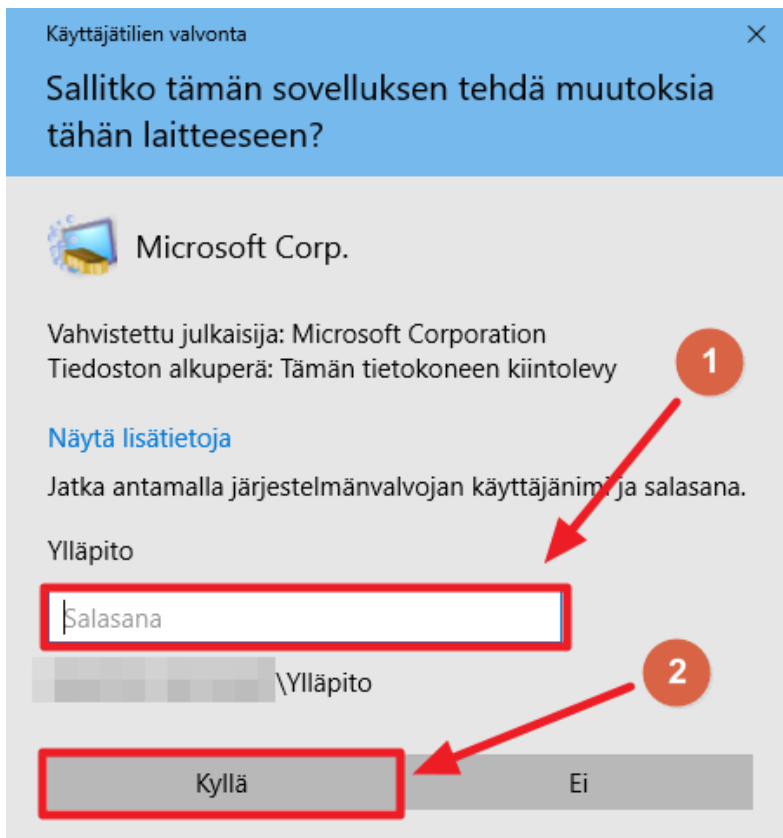 Käyttäjätilien valvonta
Sallitko tämän sovelluksen tehdä muutoksia
tähän laitteeseen?
Microsoft Corp.
Vahvistettu julkaisija: Microsoft Corporation
Tiedoston alkuperä: Tämän tietokoneen kiintolevy
1
Näytä lisätietoja
Jatka antamalla järjestelmänvalvojan käyttäjänimi ja salasana.
Ylläpito
Salasana
\Ylläpito
2
Kyllä
Ei